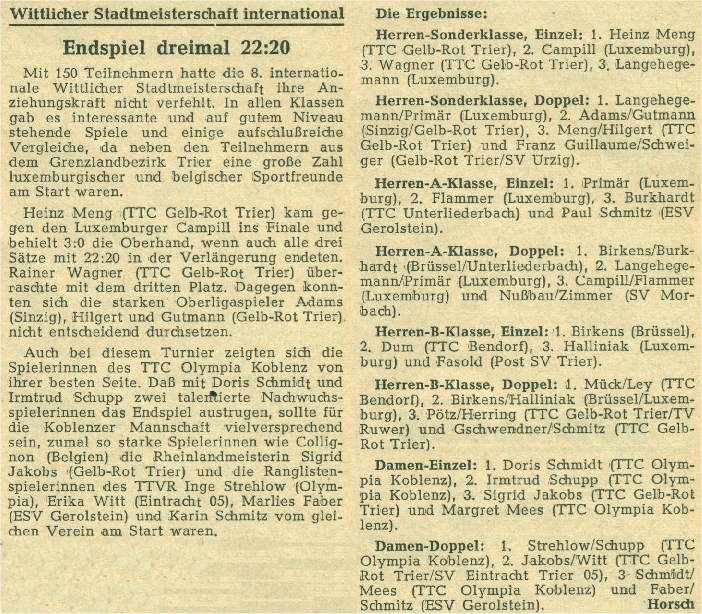 Wittlicher Stadtmeisterschaft international
Endspiel dreimal 22:20
Mit 150 Teilnehmern hatte die 8. internatio-
nale Wittlicher Stadtmeisterschaft ihre An-
ziehungskraft nicht verfehlt. In allen Klassen
gab es interessante und auf gutem Niveau
stehende Spiele und einige aufschlußreiche
Vergleiche, da neben den Teilnehmern aus
dem Grenzlandbezirk Trier eine große Zahl
luxemburgischer und belgischer Sportfreunde
am Start waren.
Heinz Meng (TTC Gelb-Rot Trier) kam ge-
gen den Luxemburger Campill ins Finale und
behielt 3:0 die Oberhand, wenn auch alle drei
Sätze mit 22:20 in der Verlängerung endeten.
Rainer Wagner (TTC Gelb-Rot Trier) über-
raschte mit dem dritten Platz. Dagegen konn-
ten sich die starken Oberligaspieler Adams
(Sinzig), Hilgert und Gutmann (Gelb-Rot Trier)
nicht entscheidend durchsetzen.
Auch bei diesem Turnier zeigten sich die
Spielerinnen des TTC Olympia Koblenz von
ihrer besten Seite. Daß mit Doris Schmidt und
Irmtrud Schupp zwei talentierte Nachwuchs-
spielerinnen das Endspiel austrugen, sollte für
die Koblenzer Mannschaft vielversprechend
sein, zumal so starke Spielerinnen wie Collig-
non (Belgien) die Rheinlandmeisterin Sigrid
Jakobs (Gelb-Rot Trier) und die Ranglisten-
spielerinnen des TTVR Inge Strehlow (Olym-
pia), Erika Witt (Eintracht 05), Marlies Faber
(ESV Gerolstein) und Karin Schmitz vom glei-
chen Verein am Start waren.
Die Ergebnisse:
Herren-Sonderklasse, Einzel: 1. Heinz Meng
(TTC Gelb-Rot Trier), 2. Campill (Luxemburg),
3. Wagner (TTC Gelb-Rot Trier), 3. Langehege-
mann (Luxemburg).
Herren-Sonderklasse, Doppel: 1. Langehege-
mann/Primär (Luxemburg), 2. Adams/Gutmann
(Sinzig/Gelb-Rot Trier), 3. Meng/Hilgert (TTC
Gelb-Rot Trier) und Franz Guillaume/Schwei-
ger (Gelb-Rot Trier/SV Ürzig).
Herren-A-Klasse, Einzel: 1. Primär (Luxem-
burg), 2. Flammer (Luxemburg), 3. Burkhardt
(TTC Unterliederbach) und Paul Schmitz (ESV
Gerolstein).
Herren-A-Klasse, Doppel: 1. Birkens/Burk-
hardt (Brüssel/Unterliederbach), 2. Langehege-
mann/Primär (Luxemburg), 3. Campill/Flammer
(Luxemburg) und Nußbau/Zimmer (SV Mor-
bach).
Herren-B-Klasse, Einzel: 1. Birkens (Brüssel),
2. Dum (TTC Bendorf), 3. Halliniak (Luxem-
burg) und Fasold (Post SV Trier).
Herren-B-Klasse, Doppel: 1. Mück/Ley (TTC
Bendorf), 2. Birkens/Halliniak (Brüssel/Luxem-
burg), 3. Pötz/Herring (TTC Gelb-Rot Trier/TV
Ruwer) und Gschwendner/Schmitz (TTC Gelb-
Rot Trier).
Damen-Einzel: 1. Doris Schmidt (TTC Olym-
pia Koblenz), 2. Irmtrud Schupp (TTC Olym-
pia Koblenz), 3. Sigrid Jakobs (TTC Gelb-Rot
Trier) und Margret Mees (TTC Olympia Kob-
lenz).
Damen-Doppel: 1. Strehlow/Schupp (TTC
Olympia Koblenz), 2. Jakobs/Witt (TTC Gelb-
Rot Trier/SV Eintracht Trier 05), 3 Schmidt/
Mees (TTC Olympia Koblenz) und Faber/
Schmitz (ESV Gerolstein). Horsch